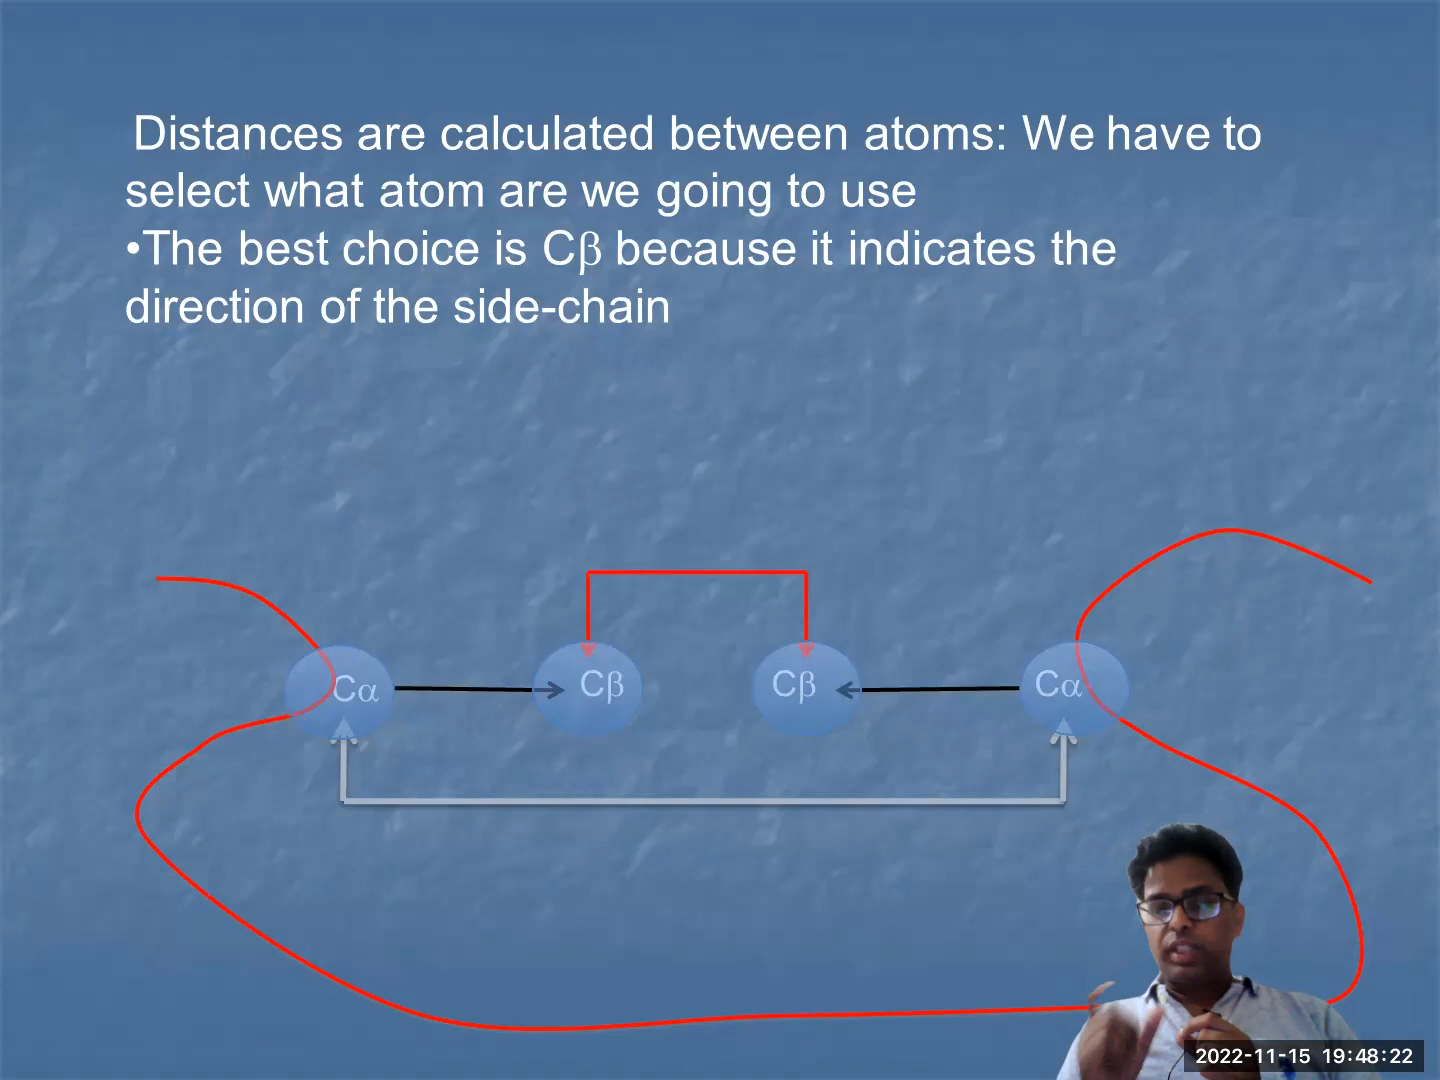 Distances are calculated between atoms: We have to
select what atom are we going to use
•The best choice is Cβ because it indicates the
direction of the side-chain
Cα Cβ Cβ Cα
2022-11-15 19:48:22